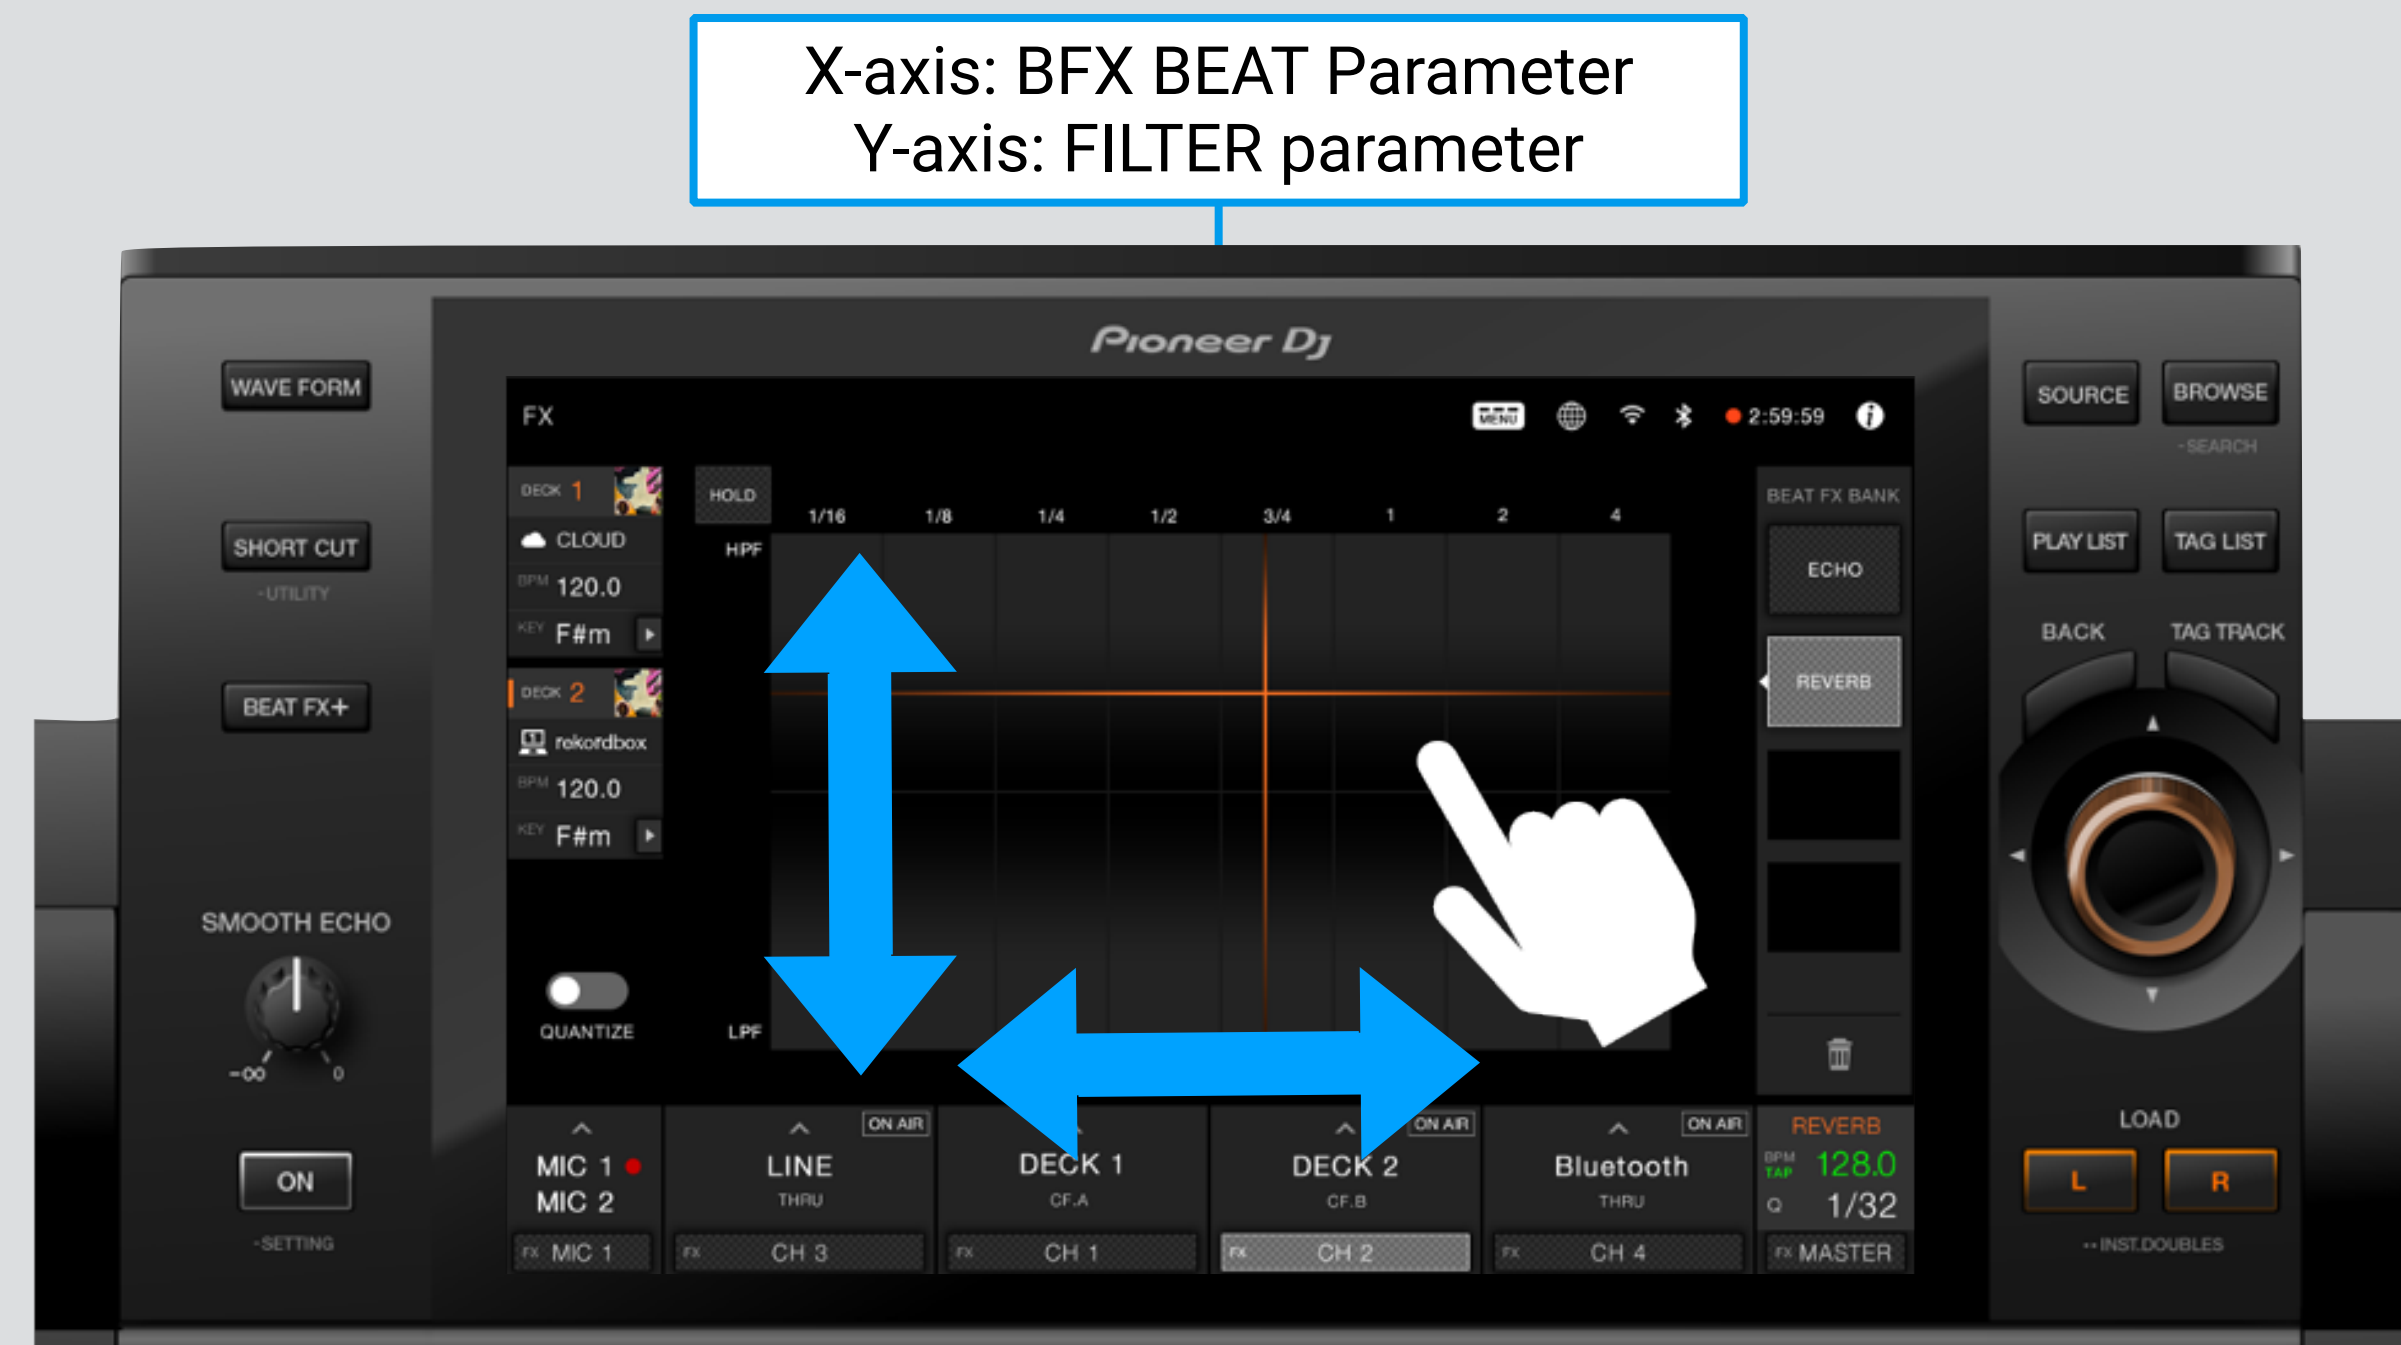 X-axis: BFX BEAT Parameter
Y-axis: FILTER parameter
Pioneer Dj
WAVE FORM
SHORT CUT
-UTILITY
BEAT FX+
SMOOTH ECHO
-∞ 0
ON
-SETTING
FX
MENU
2:59:59
DECK 1
CLOUD
BPM 120.0
KEY F#m
DECK 2
rekordbox
BPM 120.0
KEY F#m
QUANTIZE
HOLD
1/16 1/8 1/4 1/2 3/4 1 2 4
HPF
LPF
BEAT FX BANK
ECHO
REVERB
MIC 1
MIC 2
FX MIC 1
ON AIR
LINE
THRU
FX CH 3
DECK 1
CF.A
FX CH 1
ON AIR
DECK 2
CF.B
FX CH 2
ON AIR
Bluetooth
THRU
FX CH 4
REVERB
BPM
TAP 128.0
Q 1/32
FX MASTER
SOURCE
BROWSE
-SEARCH
PLAY LIST
TAG LIST
BACK
TAG TRACK
LOAD
L
R
-- INST.DOUBLES